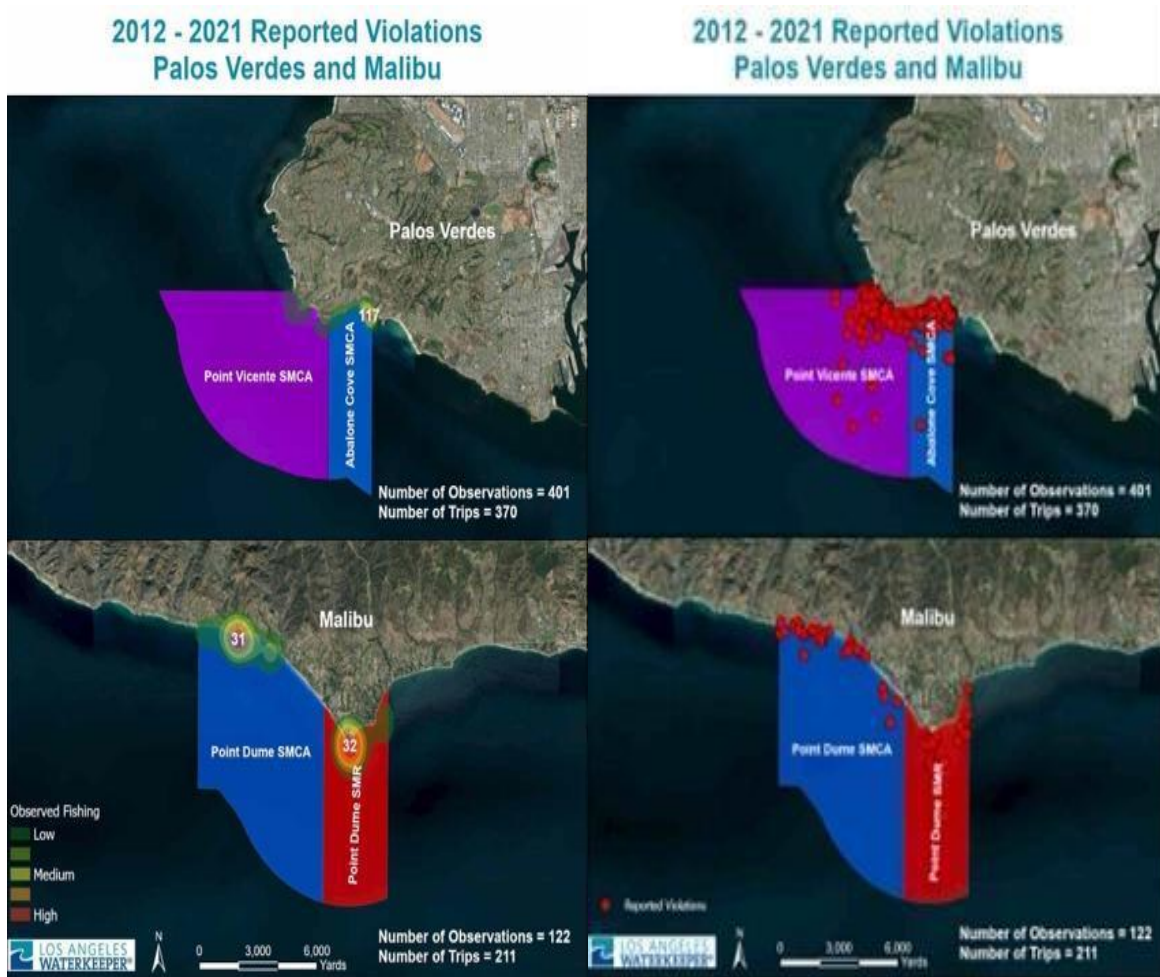 2012 - 2021 Reported Violations
Palos Verdes and Malibu
Palos Verdes
117
Point Vicente SMCA
Abalone Cove SMCA
Number of Observations = 401
Number of Trips = 370
Malibu
31
32
Point Dume SMCA
Point Dume SMR
Observed Fishing
Low
Medium
High
LOS ANGELES
WATERKEEPER®
N
0 3,000 6,000
Yards
Number of Observations = 122
Number of Trips = 211
2012 - 2021 Reported Violations
Palos Verdes and Malibu
Palos Verdes
Point Vicente SMCA
Abalone Cove SMCA
Number of Observations = 401
Number of Trips = 370
Malibu
Point Dume SMCA
Point Dume SMR
Reported Violations
LOS ANGELES
WATERKEEPER®
N
0 3,000 6,000
Yards
Number of Observations = 122
Number of Trips = 211